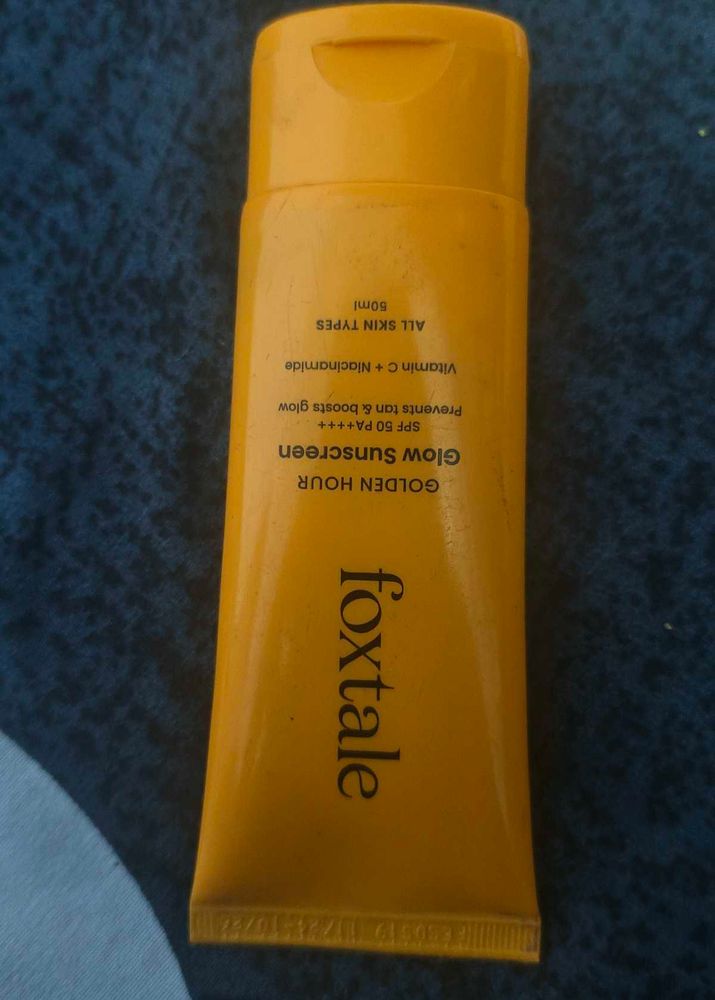 foxtale
GOLDEN HOUR
Glow Sunscreen
SPF 50 PA++++
Prevents tan & boosts glow
Vitamin C + Niacinamide
ALL SKIN TYPES
50ml